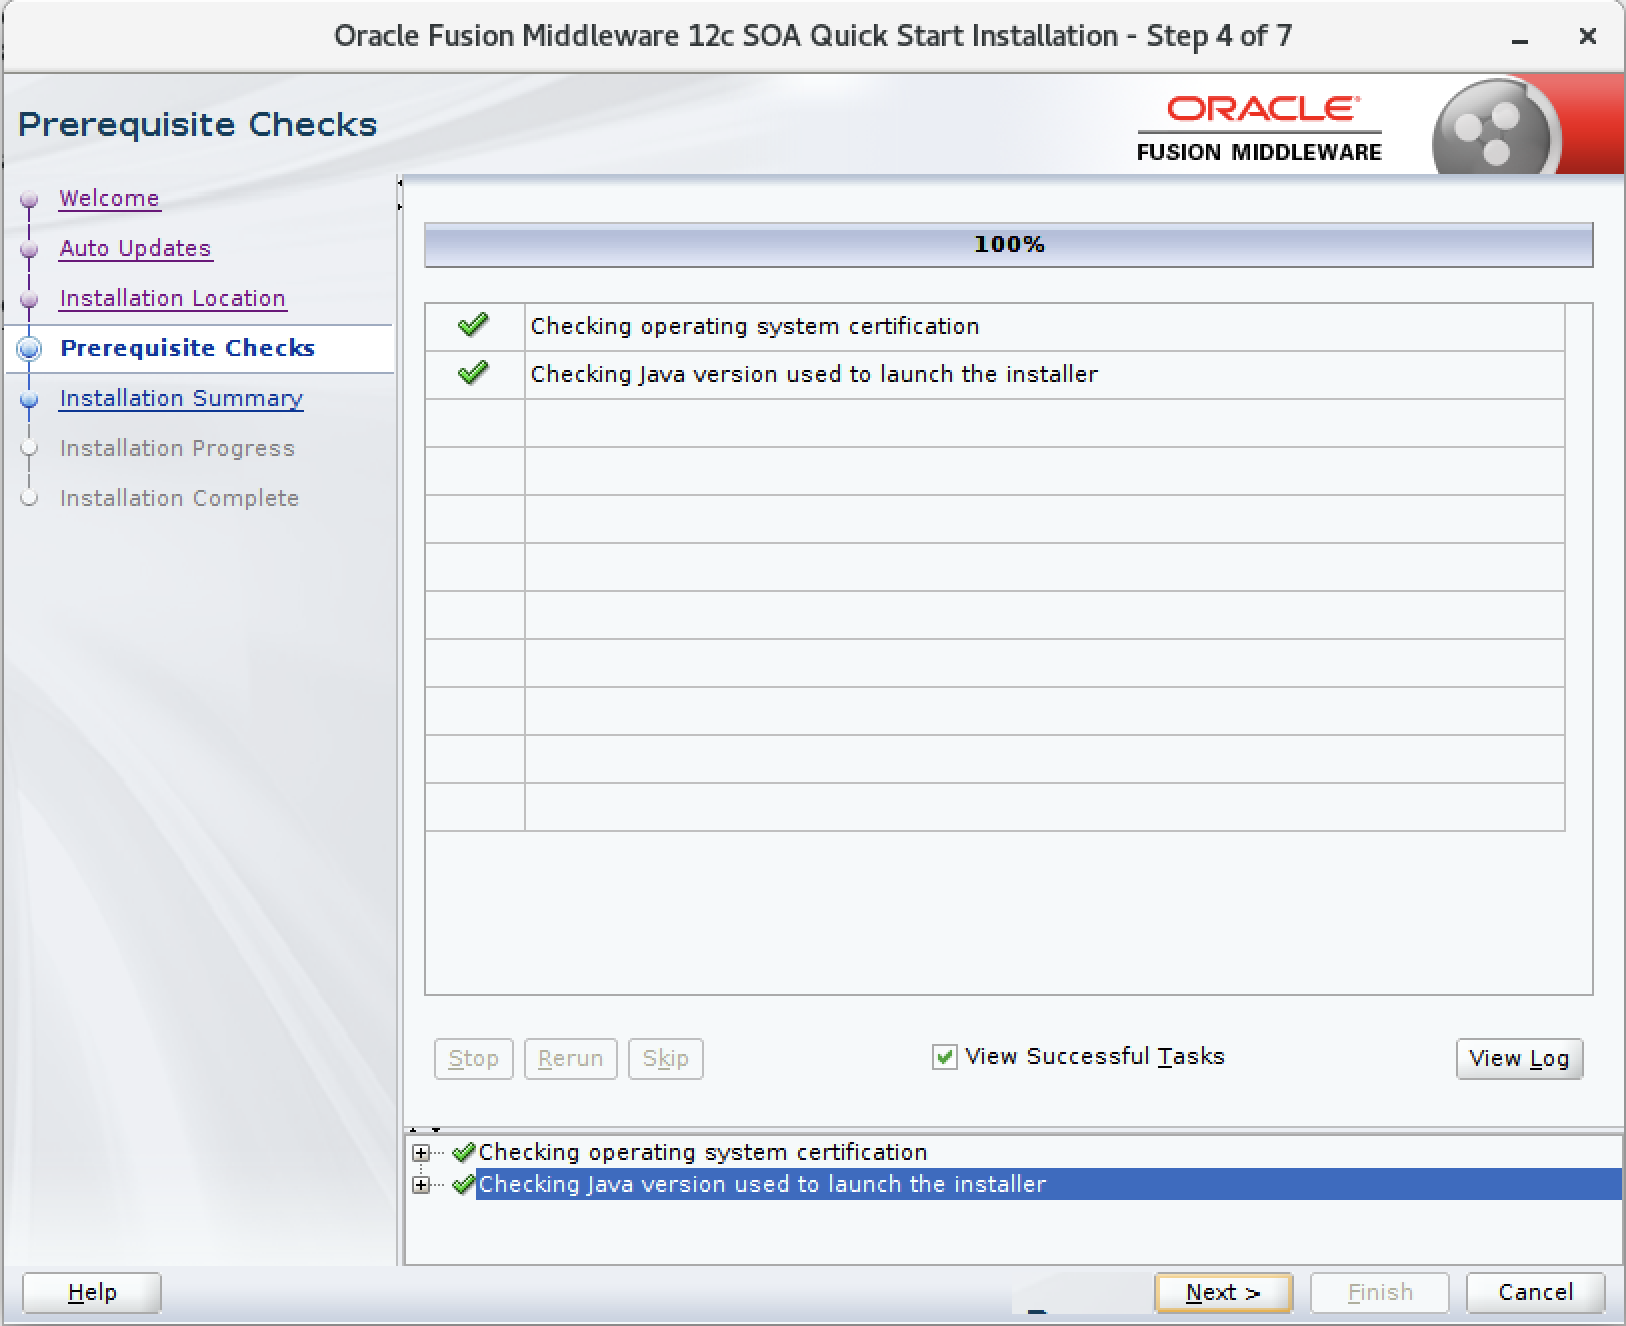 Oracle Fusion Middleware 12c SOA Quick Start Installation - Step 4 of 7
Prerequisite Checks
ORACLE
FUSION MIDDLEWARE
Welcome
Auto Updates
Installation Location
Prerequisite Checks
Installation Summary
Installation Progress
Installation Complete
100%
Checking operating system certification
Checking Java version used to launch the installer
Stop Rerun Skip View Successful Tasks View Log
Checking operating system certification
Checking Java version used to launch the installer
Help Next > Finish Cancel